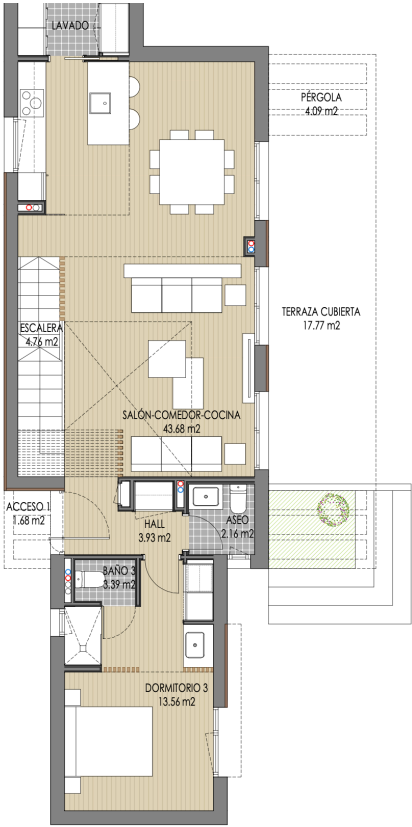 LAVADO
PÉRGOLA
4.09 m2
TERRAZA CUBIERTA
17.77 m2
ESCALERA
4.76 m2
SALÓN-COMEDOR-COCINA
43.68 m2
ACCESO 1
1.68 m2
HALL
3.93 m2
ASEO
2.16 m2
BAÑO 3
3.39 m2
DORMITORIO 3
13.56 m2